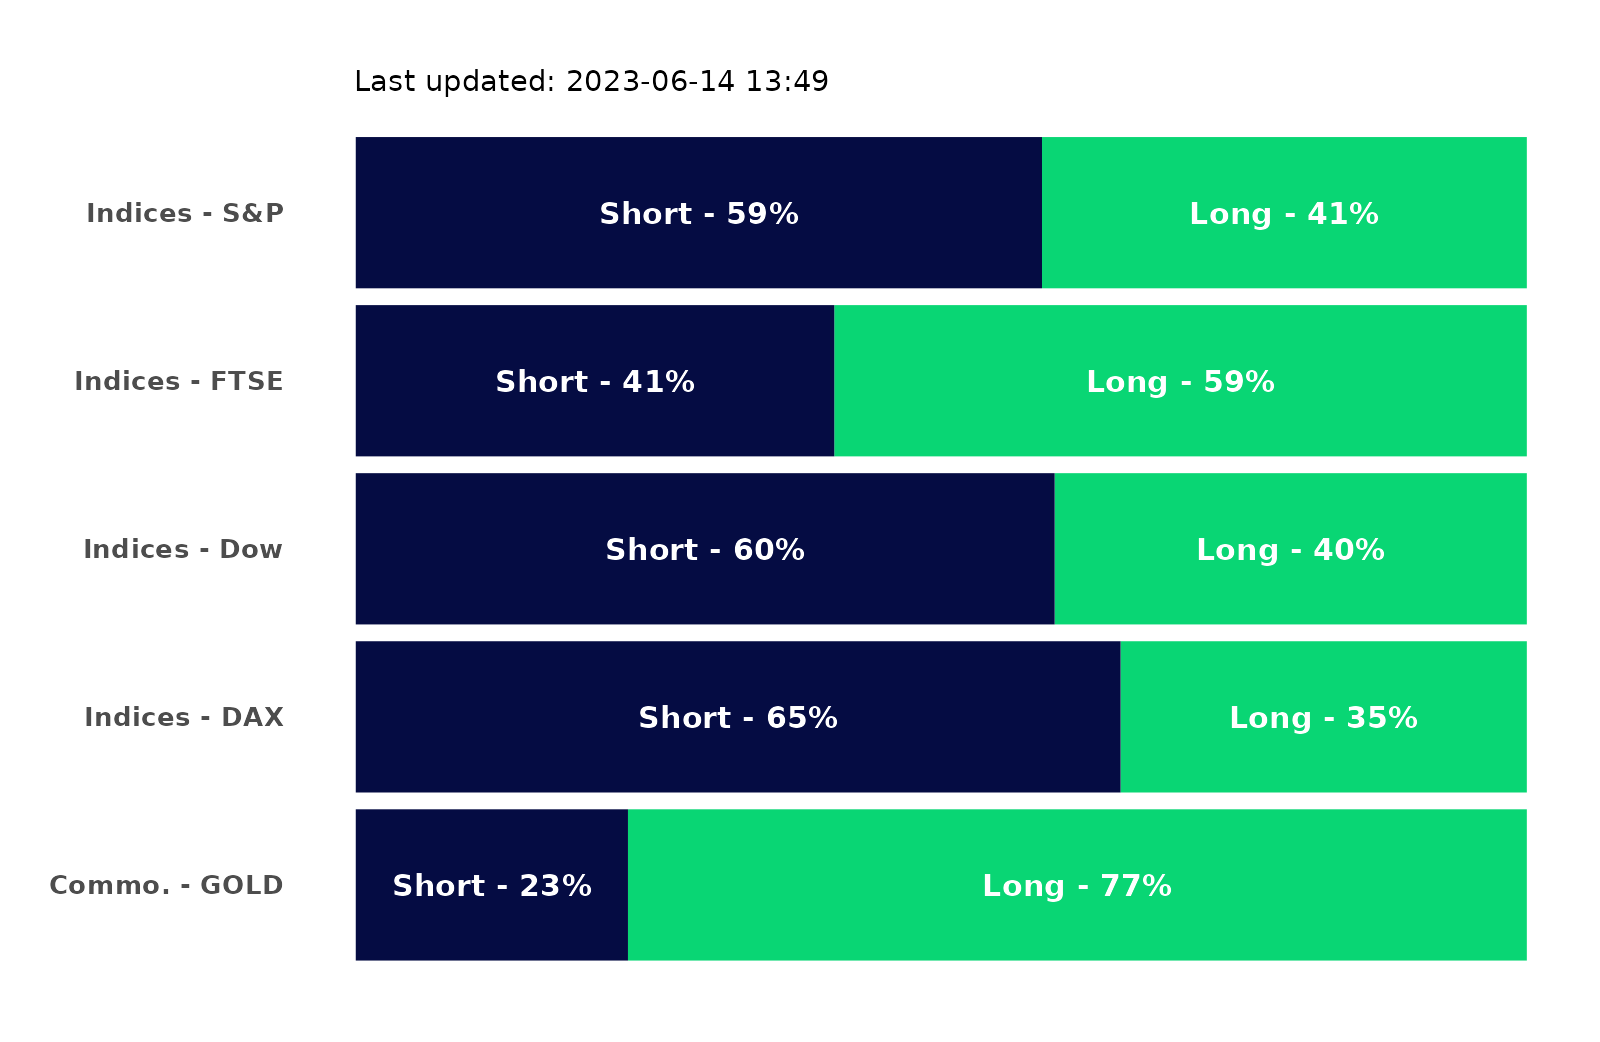 Last updated: 2023-06-14 13:49
Indices - S&P
Short - 59%
Long - 41%
Indices - FTSE
Short - 41%
Long - 59%
Indices - Dow
Short - 60%
Long - 40%
Indices - DAX
Short - 65%
Long - 35%
Commo. - GOLD
Short - 23%
Long - 77%